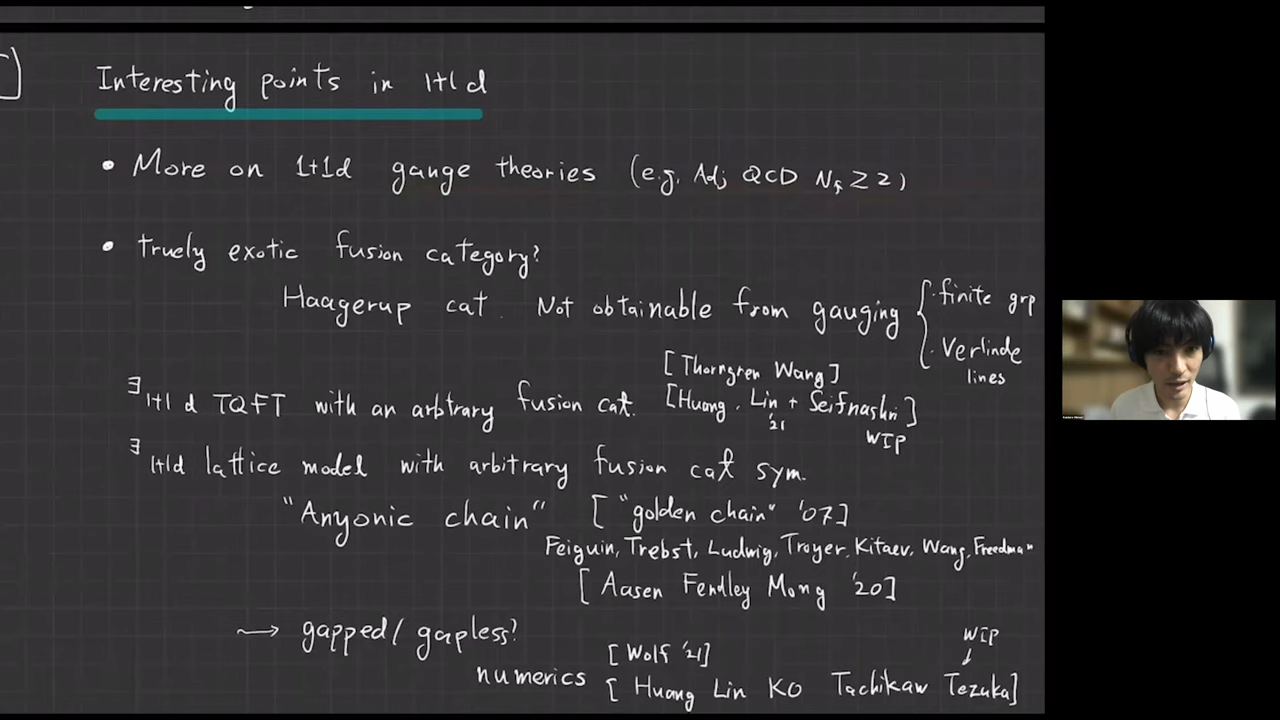 Interesting points in 1+1 d
• More on 1+1d gauge theories (e.g. Adj QCD Nf ≥ 2)
• truely exotic fusion category?
Haagerup cat. Not obtainable from gauging { · finite grp
· Verlinde
lines
[Thorngren Wang]
∃ 1+1 d TQFT with an arbtrary fusion cat. [Huang, Lin + Seifnashri]
'21
WIP
∃ 1+1d lattice model with arbitrary fusion cat sym.
"Anyonic chain" ["golden chain" '07]
Feiguin, Trebst, Ludwig, Troyer, Kitaev, Wang, Freedman
[Aasen Fendley Mong '20]
→ gapped/ gapless?
WIP
↓
numerics [Wolf '21]
[Huang Lin KO Tachikaw Tezuka]